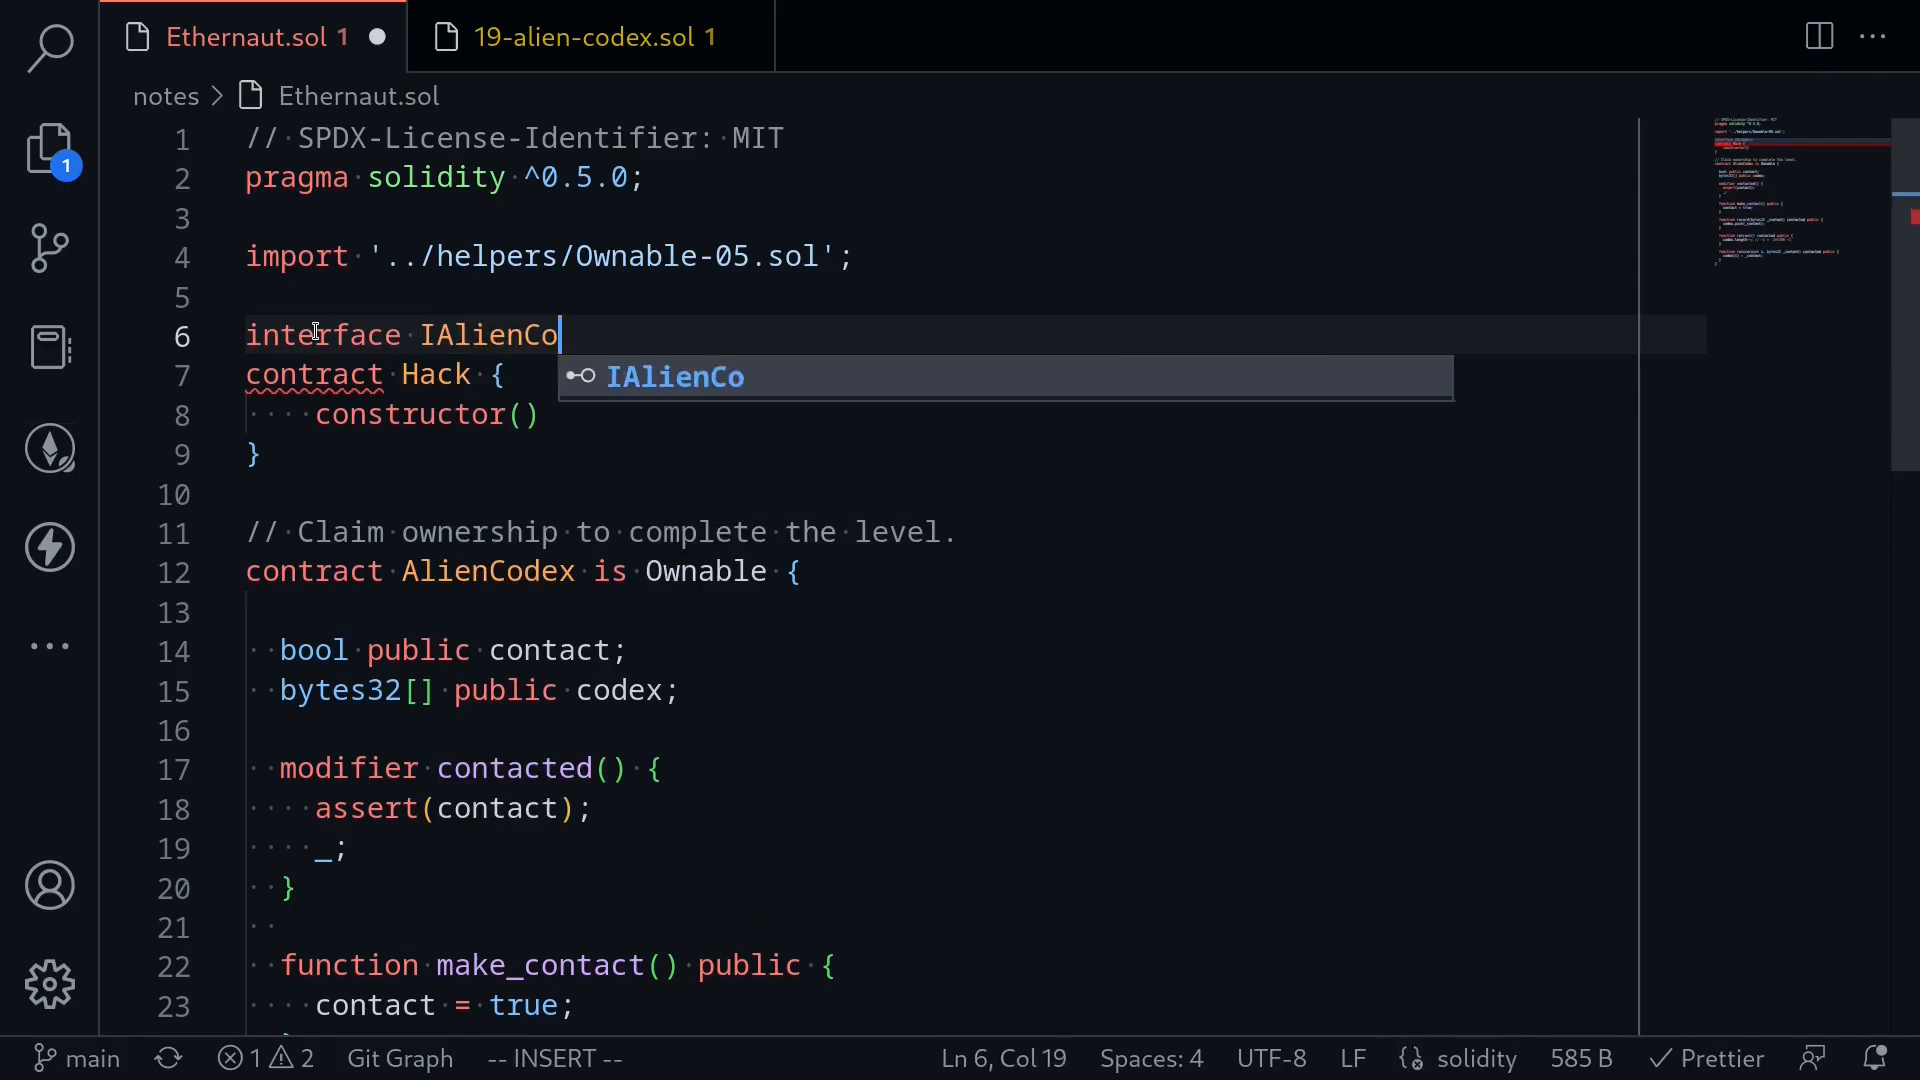 Ethernaut.sol 1
19-alien-codex.sol 1
notes > Ethernaut.sol
1 // SPDX-License-Identifier: MIT
2 pragma solidity ^0.5.0;
3
4 import '../helpers/Ownable-05.sol';
5
6 interface IAlienCo
IAlienCo
7 contract Hack {
8 constructor()
9 }
10
11 // Claim ownership to complete the level.
12 contract AlienCodex is Ownable {
13
14 bool public contact;
15 bytes32[] public codex;
16
17 modifier contacted() {
18 assert(contact);
19 _;
20 }
21
22 function make_contact() public {
23 contact = true;
1
main 1 2 Git Graph -- INSERT -- Ln 6, Col 19 Spaces: 4 UTF-8 LF solidity 585 B Prettier